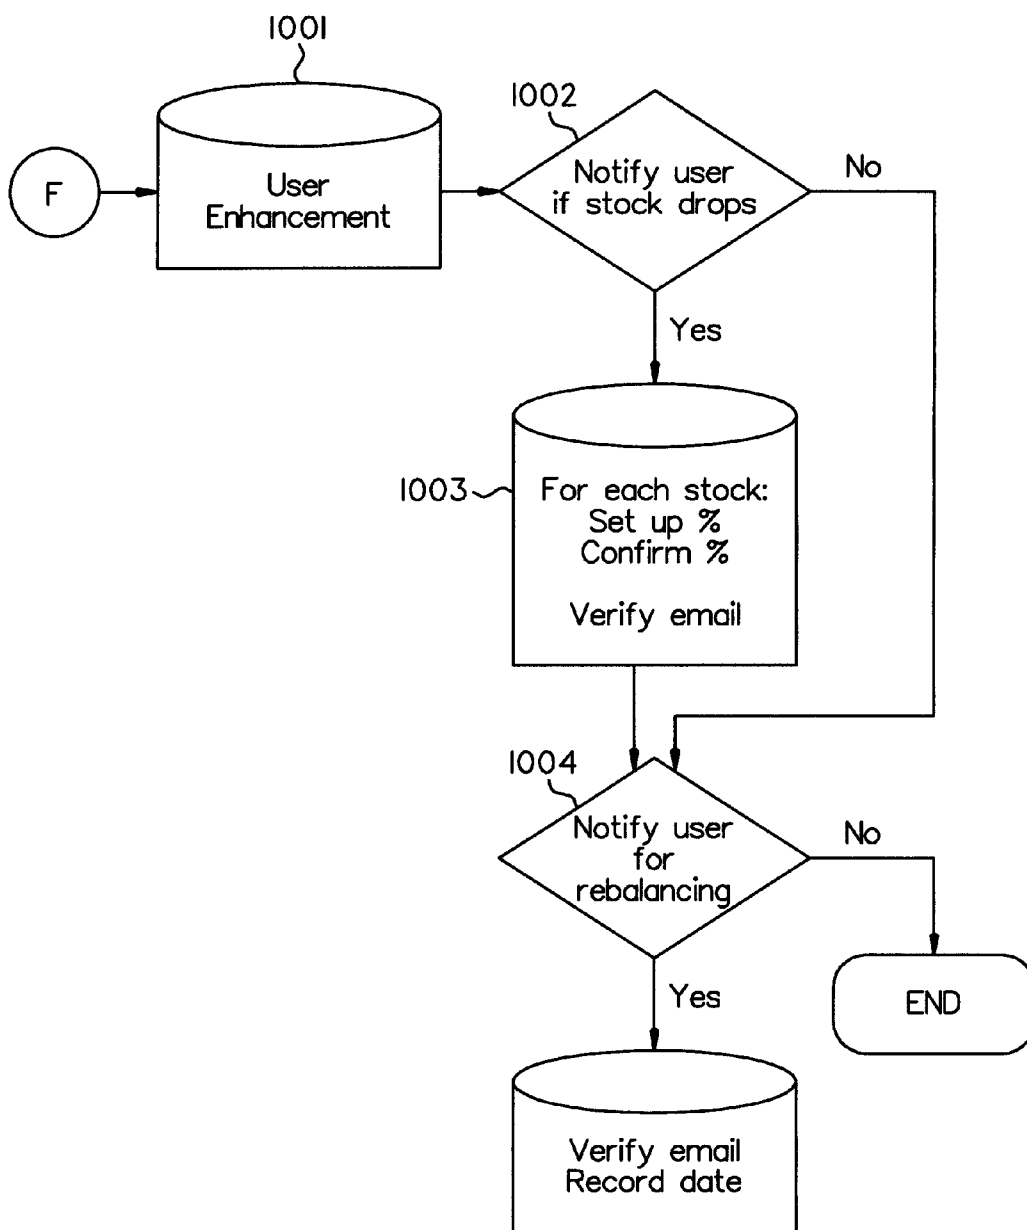 1001
1002
F
User
Enhancement
Notify user
if stock drops
No
Yes
1003
For each stock:
Set up %
Confirm %
Verify email
1004
Notify user
for
rebalancing
No
Yes
END
Verify email
Record date